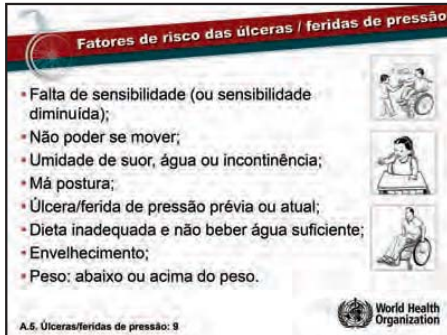 Fatores de risco das úlceras / feridas de pressão
• Falta de sensibilidade (ou sensibilidade
diminuída);
• Não poder se mover;
• Umidade de suor, água ou incontinência;
• Má postura;
• Úlcera/ferida de pressão prévia ou atual;
• Dieta inadequada e não beber água suficiente;
• Envelhecimento;
• Peso: abaixo ou acima do peso.
A.5. Úlceras/feridas de pressão: 9
World Health
Organization